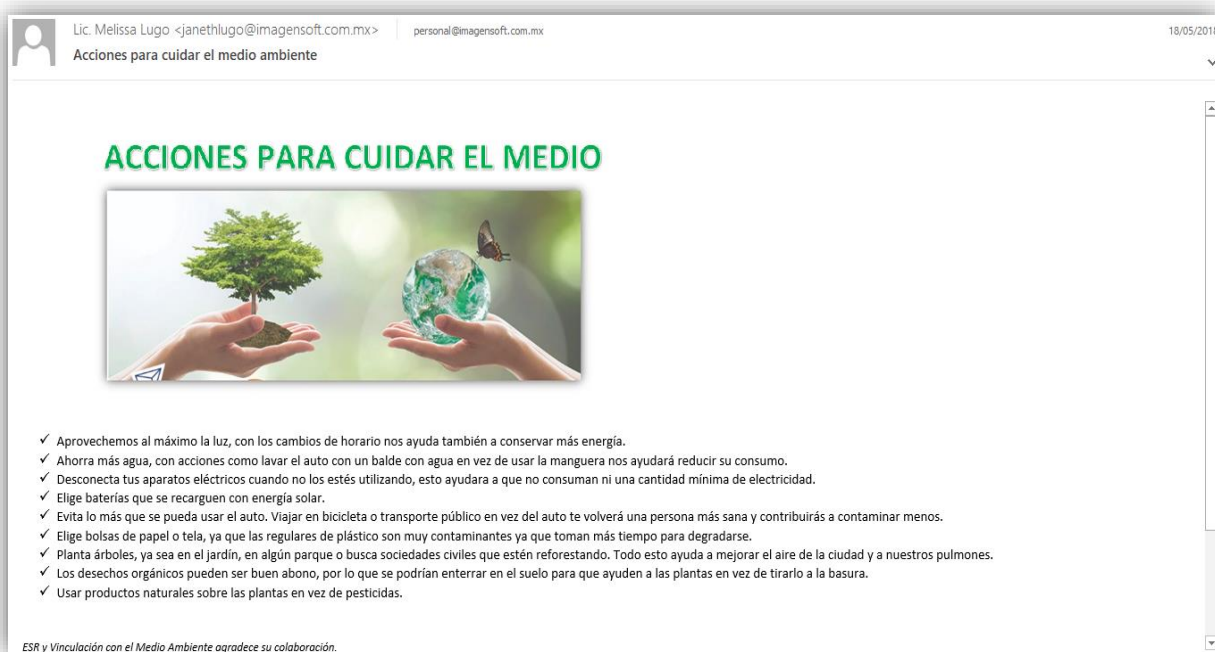 Lic. Melissa Lugo <janethlugo@imagensoft.com.mx> personal@imagensoft.com.mx 18/05/2018
Acciones para cuidar el medio ambiente
ACCIONES PARA CUIDAR EL MEDIO
✓ Aprovechemos al máximo la luz, con los cambios de horario nos ayuda también a conservar más energía.
✓ Ahorra más agua, con acciones como lavar el auto con un balde con agua en vez de usar la manguera nos ayudará reducir su consumo.
✓ Desconecta tus aparatos eléctricos cuando no los estés utilizando, esto ayudara a que no consuman ni una cantidad mínima de electricidad.
✓ Elige baterías que se recarguen con energía solar.
✓ Evita lo más que se pueda usar el auto. Viajar en bicicleta o transporte público en vez del auto te volverá una persona más sana y contribuirás a contaminar menos.
✓ Elige bolsas de papel o tela, ya que las regulares de plástico son muy contaminantes ya que toman más tiempo para degradarse.
✓ Planta árboles, ya sea en el jardín, en algún parque o busca sociedades civiles que estén reforestando. Todo esto ayuda a mejorar el aire de la ciudad y a nuestros pulmones.
✓ Los desechos orgánicos pueden ser buen abono, por lo que se podrían enterrar en el suelo para que ayuden a las plantas en vez de tirarlo a la basura.
✓ Usar productos naturales sobre las plantas en vez de pesticidas.
ESR y Vinculación con el Medio Ambiente agradece su colaboración.